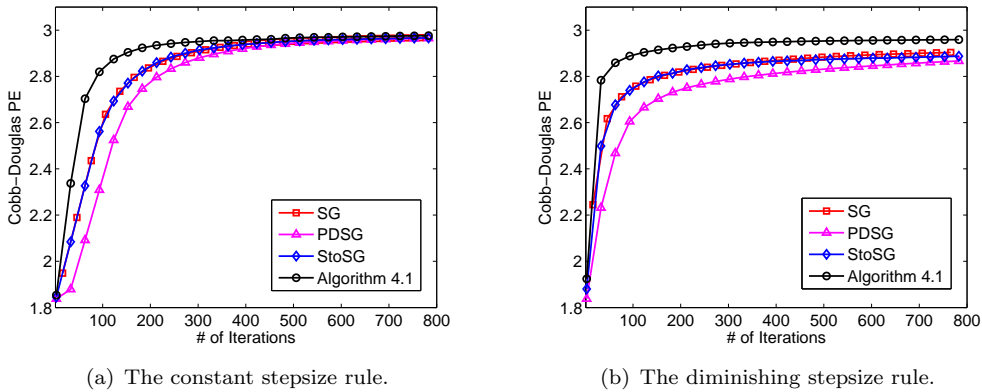 3
2.8
2.6
2.4
2.2
2
1.8
Cobb−Douglas PE
100 200 300 400 500 600 700 800
# of Iterations
SG
PDSG
StoSG
Algorithm 4.1
(a) The constant stepsize rule.
3
2.8
2.6
2.4
2.2
2
1.8
Cobb−Douglas PE
100 200 300 400 500 600 700 800
# of Iterations
SG
PDSG
StoSG
Algorithm 4.1
(b) The diminishing stepsize rule.